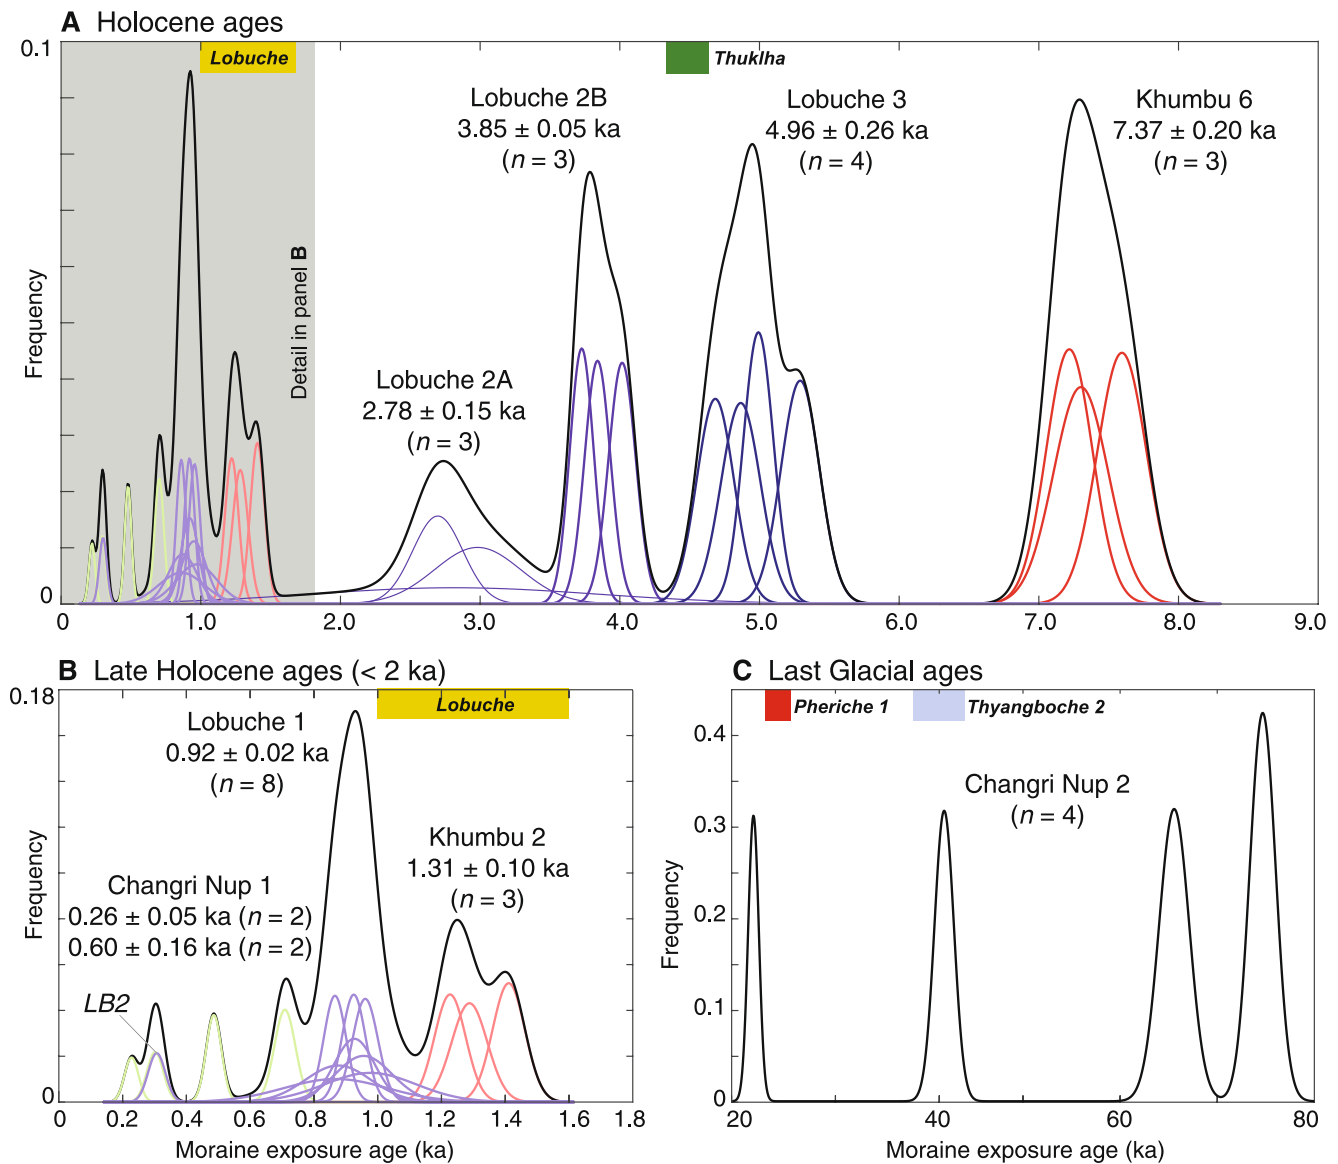 A Holocene ages
0.1
Lobuche
Thuklha
Lobuche 2B
3.85 ± 0.05 ka
(n = 3)
Lobuche 3
4.96 ± 0.26 ka
(n = 4)
Khumbu 6
7.37 ± 0.20 ka
(n = 3)
Detail in panel B
Frequency
Lobuche 2A
2.78 ± 0.15 ka
(n = 3)
0
0 1.0 2.0 3.0 4.0 5.0 6.0 7.0 8.0 9.0
B Late Holocene ages (< 2 ka)
0.18
Lobuche
Lobuche 1
0.92 ± 0.02 ka
(n = 8)
Khumbu 2
1.31 ± 0.10 ka
(n = 3)
Changri Nup 1
0.26 ± 0.05 ka (n = 2)
0.60 ± 0.16 ka (n = 2)
LB2
Frequency
0
0 0.2 0.4 0.6 0.8 1.0 1.2 1.4 1.6 1.8
Moraine exposure age (ka)
C Last Glacial ages
Pheriche 1
Thyangboche 2
Changri Nup 2
(n = 4)
Frequency
0.4
0.3
0.2
0.1
0
20 40 60 80
Moraine exposure age (ka)